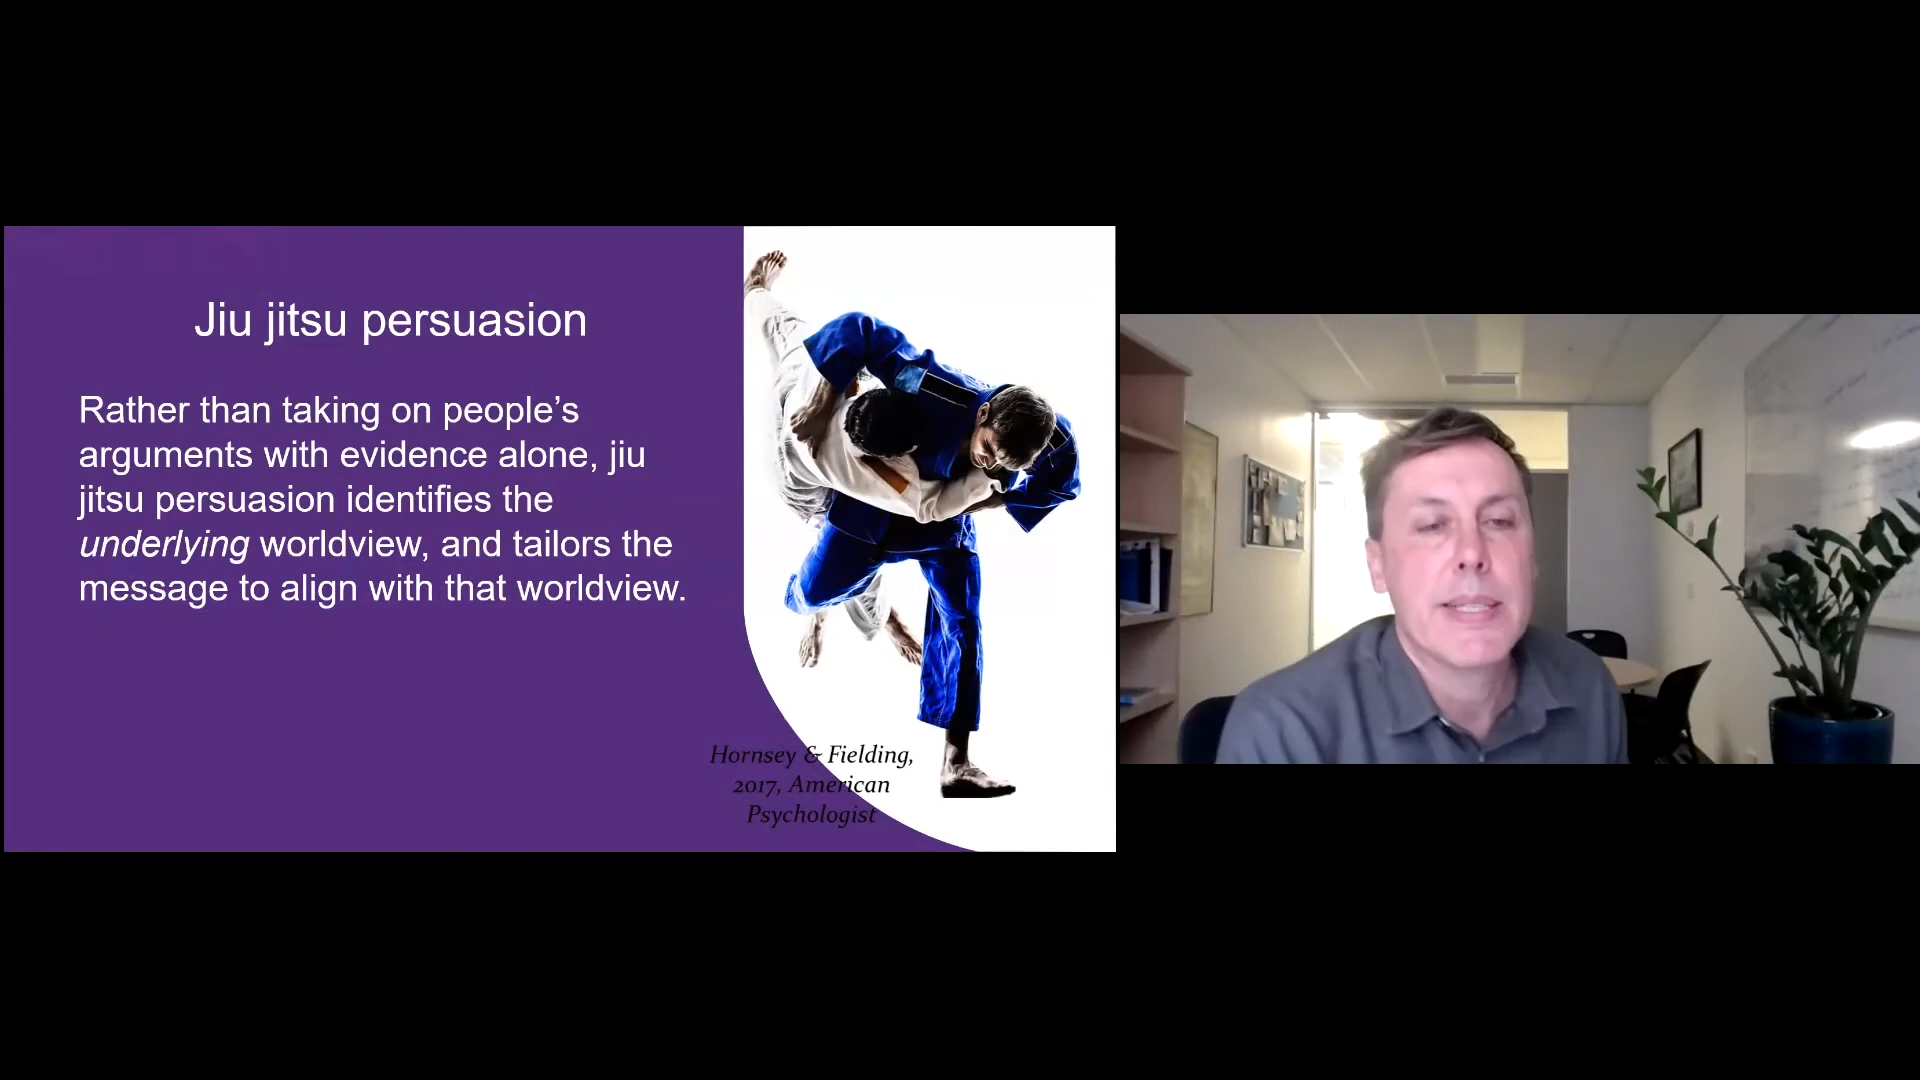 Jiu jitsu persuasion
Rather than taking on people’s
arguments with evidence alone, jiu
jitsu persuasion identifies the
underlying worldview, and tailors the
message to align with that worldview.
Hornsey & Fielding,
2017, American
Psychologist